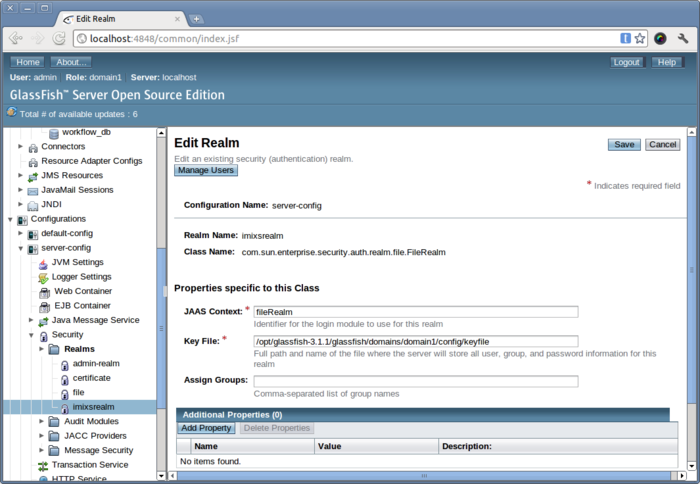 Edit Realm
localhost:4848/common/index.jsf
Home About... Logout Help
User: admin Role: domain1 Server: localhost
GlassFish™ Server Open Source Edition
Total # of available updates : 6
workflow_db
Connectors
Resource Adapter Configs
JMS Resources
JavaMail Sessions
JNDI
Configurations
default-config
server-config
JVM Settings
Logger Settings
Web Container
EJB Container
Java Message Service
Security
Realms
admin-realm
certificate
file
imixsrealm
Audit Modules
JACC Providers
Message Security
Transaction Service
HTTP Service
Edit Realm
Save Cancel
Edit an existing security (authentication) realm.
Manage Users
* Indicates required field
Configuration Name: server-config
Realm Name: imixsrealm
Class Name: com.sun.enterprise.security.auth.realm.file.FileRealm
Properties specific to this Class
JAAS Context: * fileRealm
Identifier for the login module to use for this realm
Key File: * /opt/glassfish-3.1.1/glassfish/domains/domain1/config/keyfile
Full path and name of the file where the server will store all user, group, and password information for this
realm
Assign Groups:
Comma-separated list of group names
Additional Properties (0)
Add Property Delete Properties
Name Value Description:
No items found.